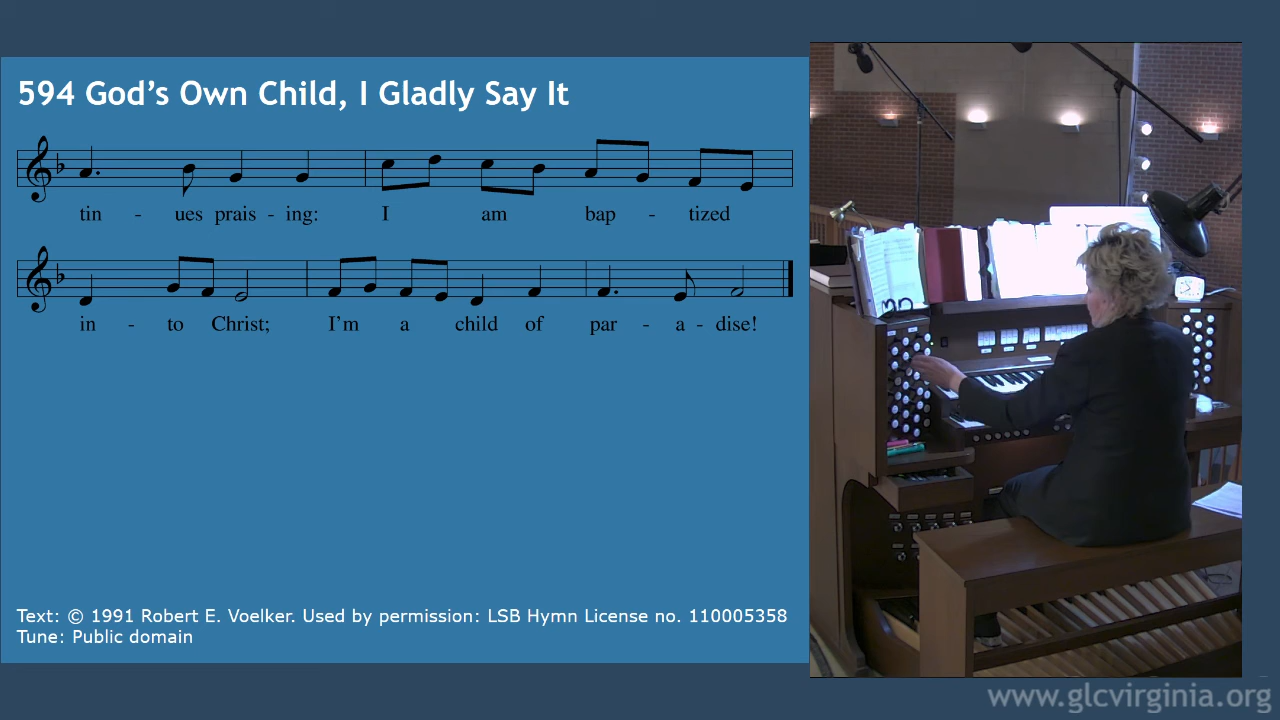 594 God’s Own Child, I Gladly Say It
tin - ues prais - ing: I am bap - tized
in - to Christ; I’m a child of par - a - dise!
Text: © 1991 Robert E. Voelker. Used by permission: LSB Hymn License no. 110005358
Tune: Public domain
www.glcvirginia.org